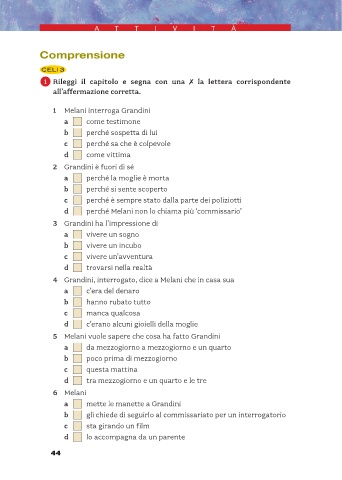 ATTIVITÀ
Comprensione
CELI 3
1 Rileggi il capitolo e segna con una ✗ la lettera corrispondente
all'affermazione corretta.
1 Melani interroga Grandini
a come testimone
b perché sospetta di lui
c perché sa che è colpevole
d come vittima
2 Grandini è fuori di sé
a perché la moglie è morta
b perché si sente scoperto
c perché è sempre stato dalla parte dei poliziotti
d perché Melani non lo chiama più 'commissario'
3 Grandini ha l'impressione di
a vivere un sogno
b vivere un incubo
c vivere un'avventura
d trovarsi nella realtà
4 Grandini, interrogato, dice a Melani che in casa sua
a c'era del denaro
b hanno rubato tutto
c manca qualcosa
d c'erano alcuni gioielli della moglie
5 Melani vuole sapere che cosa ha fatto Grandini
a da mezzogiorno a mezzogiorno e un quarto
b poco prima di mezzogiorno
c questa mattina
d tra mezzogiorno e un quarto e le tre
6 Melani
a mette le manette a Grandini
b gli chiede di seguirlo al commissariato per un interrogatorio
c sta girando un film
d lo accompagna da un parente
44